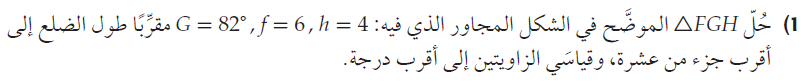 (1 حُلّ △FGH الموضَّح في الشكل المجاور الذي فيه: G = 82°, f = 6, h = 4 مقرِّبًا طول الضلع إلى
أقرب جزء من عشرة، وقياسَي الزاويتين إلى أقرب درجة.